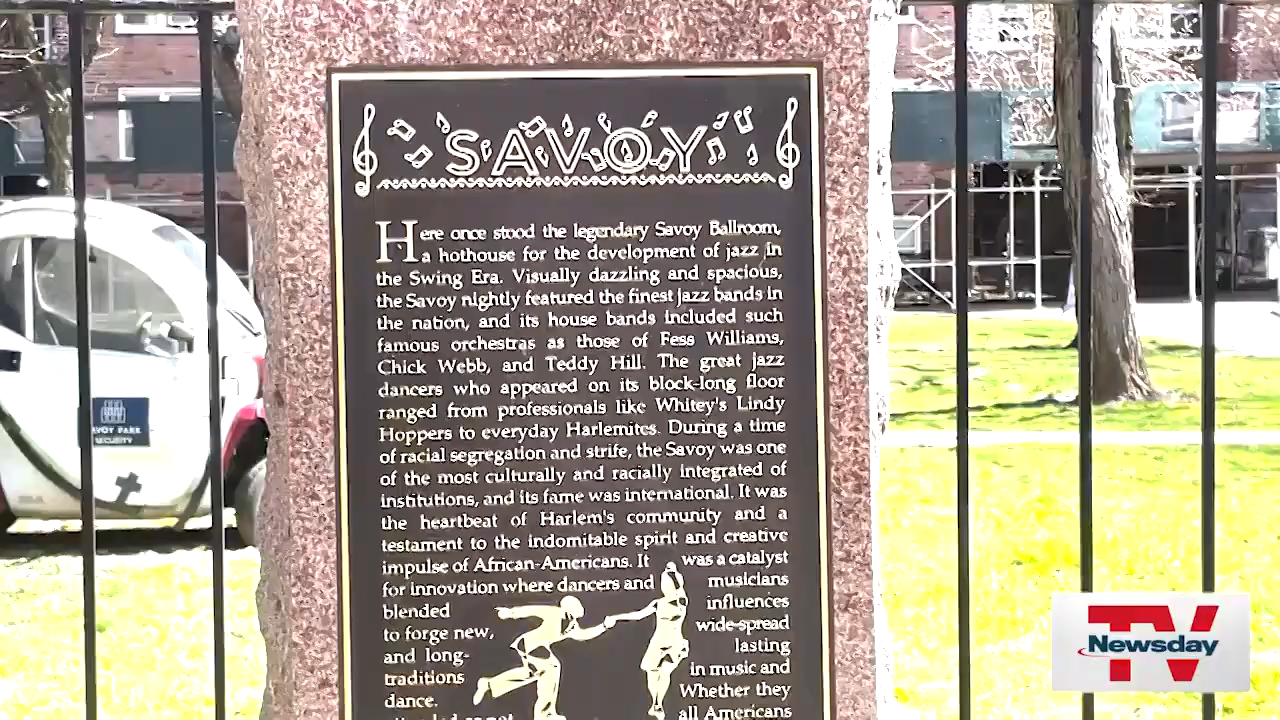 SAVOY
Here once stood the legendary Savoy Ballroom,
a hothouse for the development of jazz in
the Swing Era. Visually dazzling and spacious,
the Savoy nightly featured the finest jazz bands in
the nation, and its house bands included such
famous orchestras as those of Fess Williams,
Chick Webb, and Teddy Hill. The great jazz
dancers who appeared on its block-long floor
ranged from professionals like Whitey's Lindy
Hoppers to everyday Harlemites. During a time
of racial segregation and strife, the Savoy was one
of the most culturally and racially integrated of
institutions, and its fame was international. It was
the heartbeat of Harlem's community and a
testament to the indomitable spirit and creative
impulse of African-Americans. It was a catalyst
for innovation where dancers and musicians
blended influences
to forge new, wide-spread
and long- lasting
traditions in music and
dance. Whether they
all Americans
AVOY PARK
SECURITY
TV
Newsday